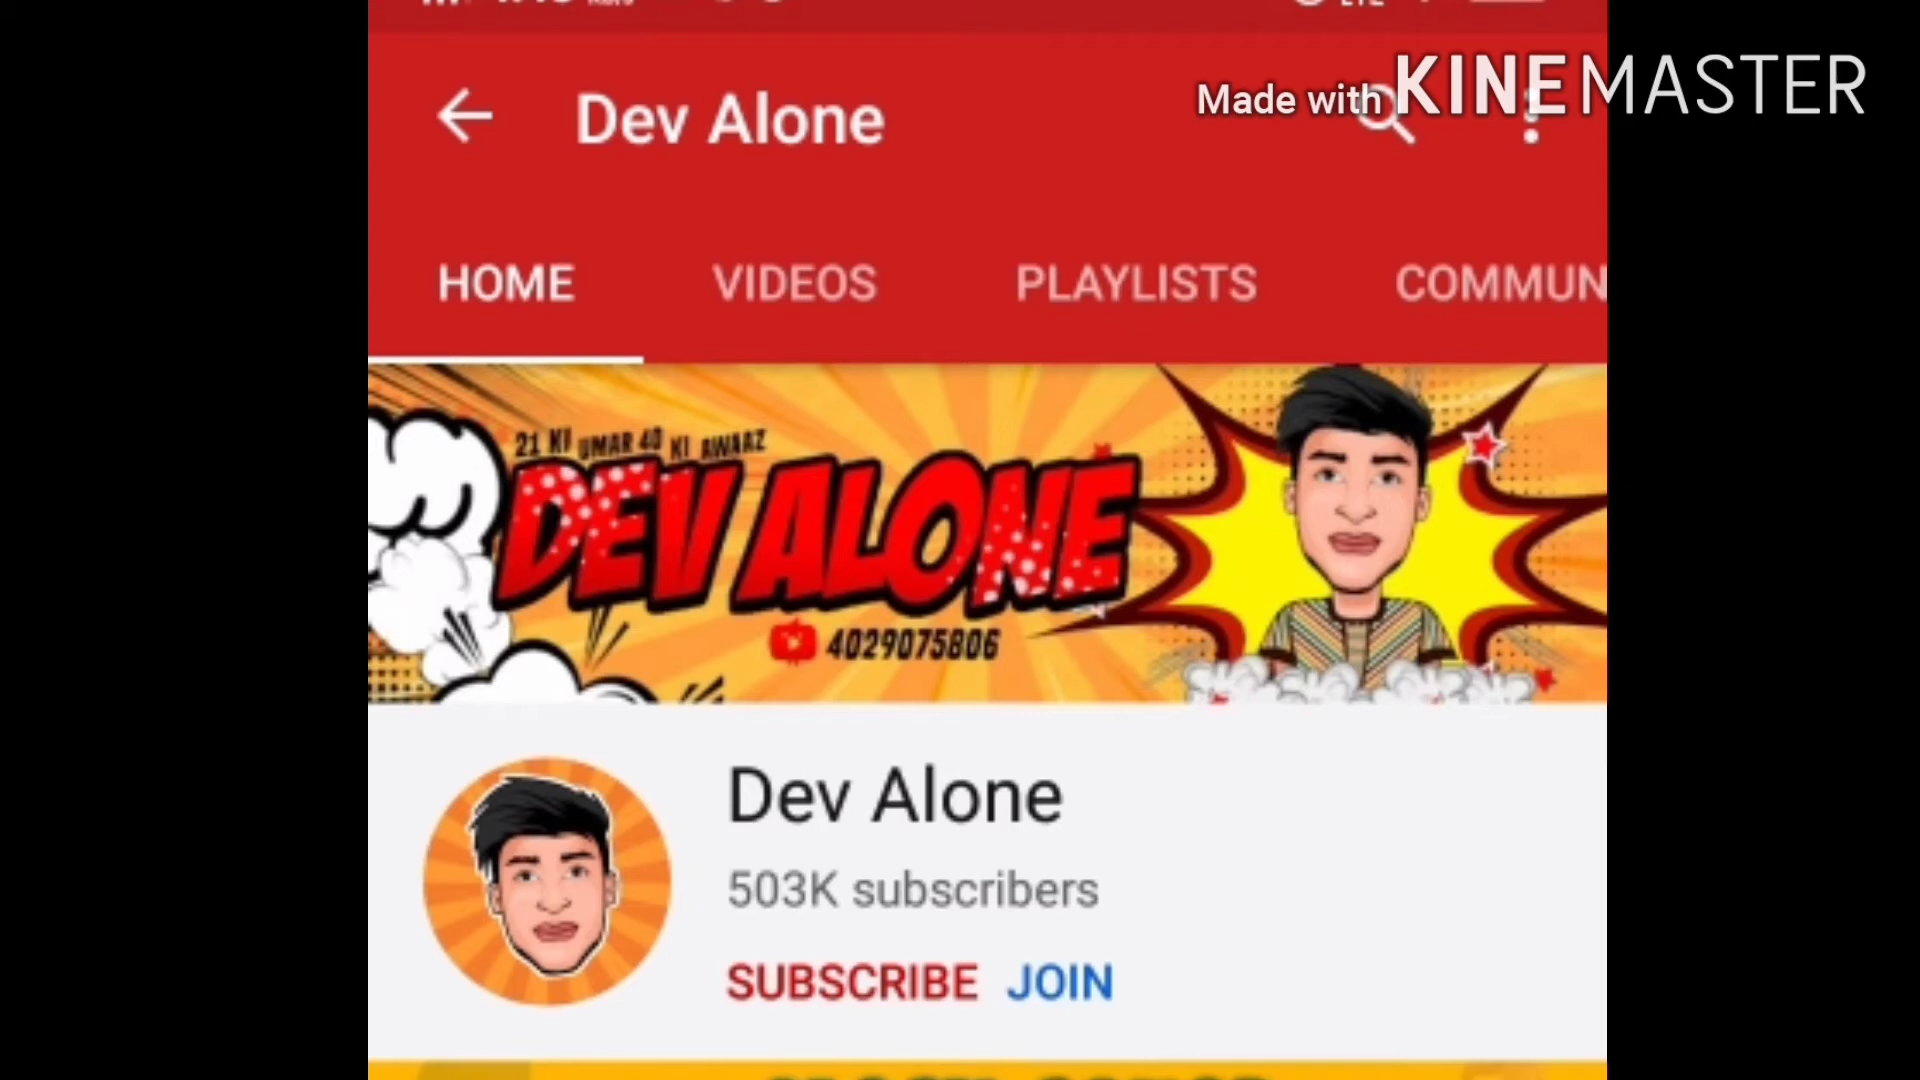 Made with KINEMASTER
Dev Alone
HOME VIDEOS PLAYLISTS COMMUN
21 KI UMAR 40 KI AWAAZ
DEV ALONE
4029075806
Dev Alone
503K subscribers
SUBSCRIBE JOIN